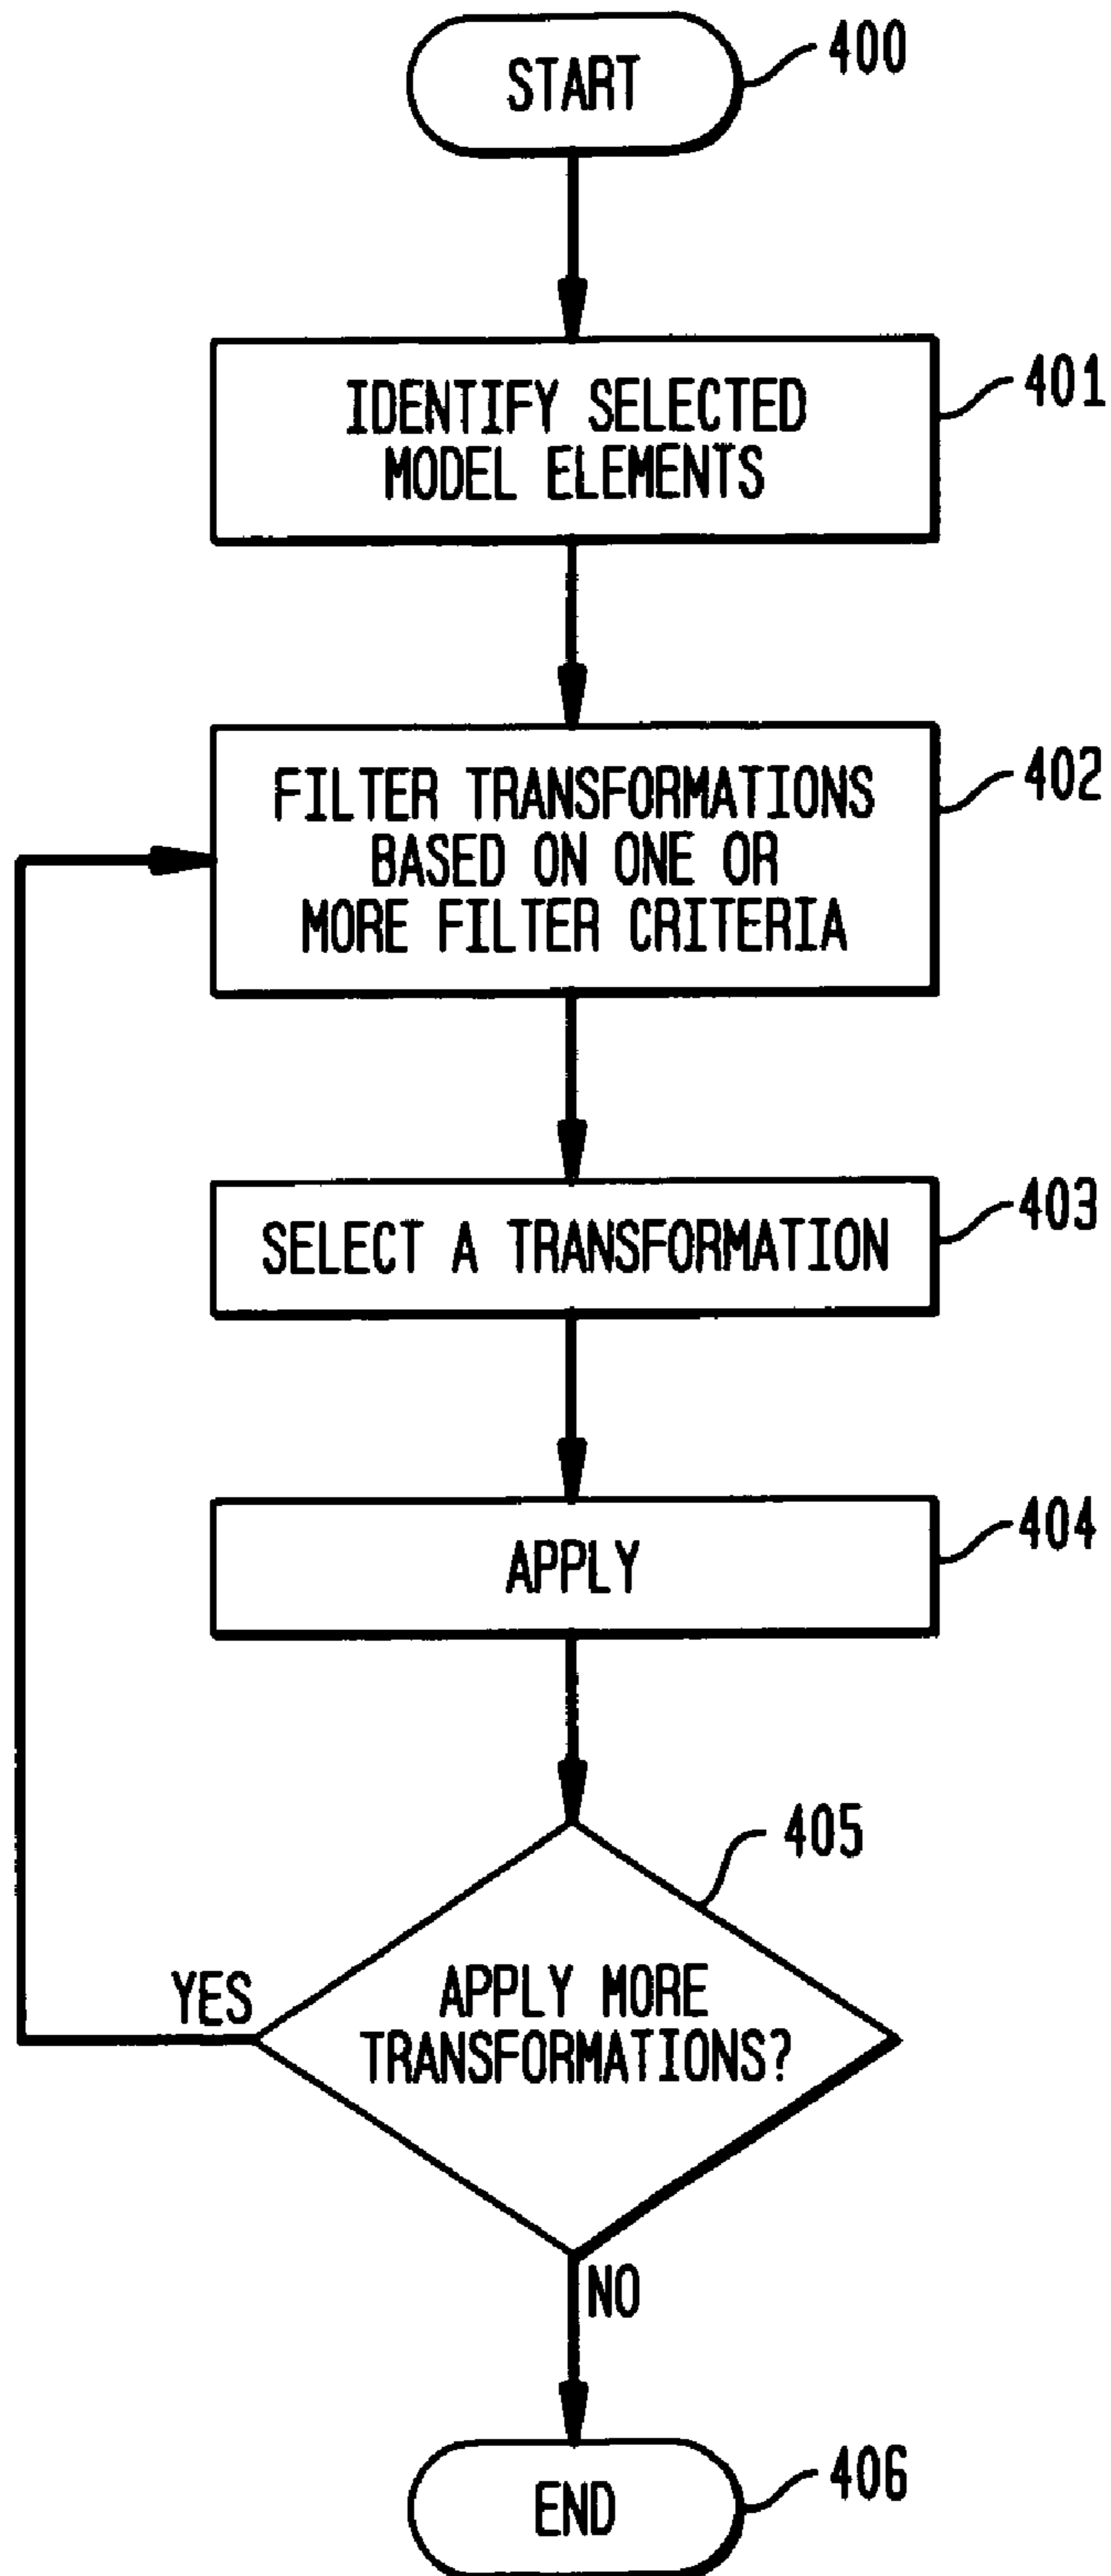 START
400
IDENTIFY SELECTED
MODEL ELEMENTS
401
FILTER TRANSFORMATIONS
BASED ON ONE OR
MORE FILTER CRITERIA
402
SELECT A TRANSFORMATION
403
APPLY
404
405
APPLY MORE
TRANSFORMATIONS?
YES
NO
END
406